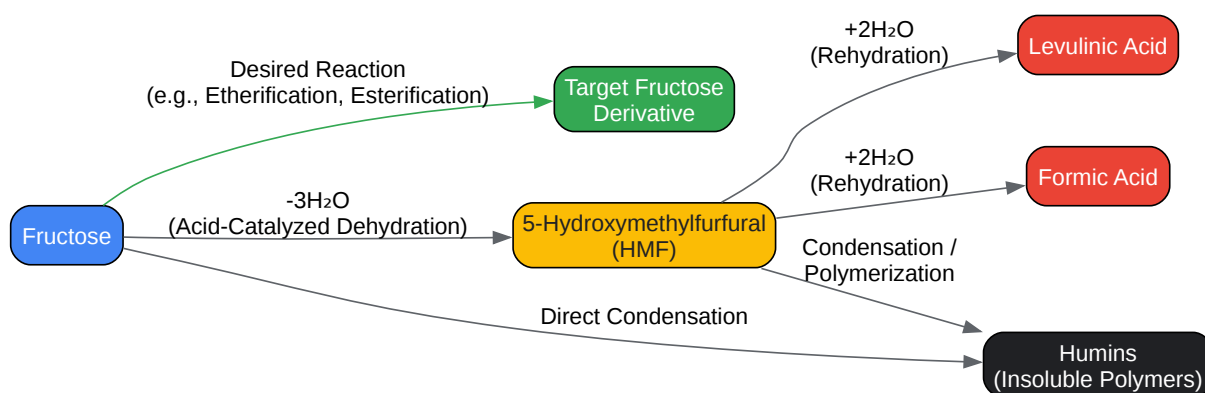 +2H₂O
(Rehydration)
Levulinic Acid
Desired Reaction
(e.g., Etherification, Esterification)
Target Fructose
Derivative
+2H₂O
(Rehydration)
Formic Acid
Fructose
-3H₂O
(Acid-Catalyzed Dehydration)
5-Hydroxymethylfurfural
(HMF)
Condensation /
Polymerization
Direct Condensation
Humins
(Insoluble Polymers)